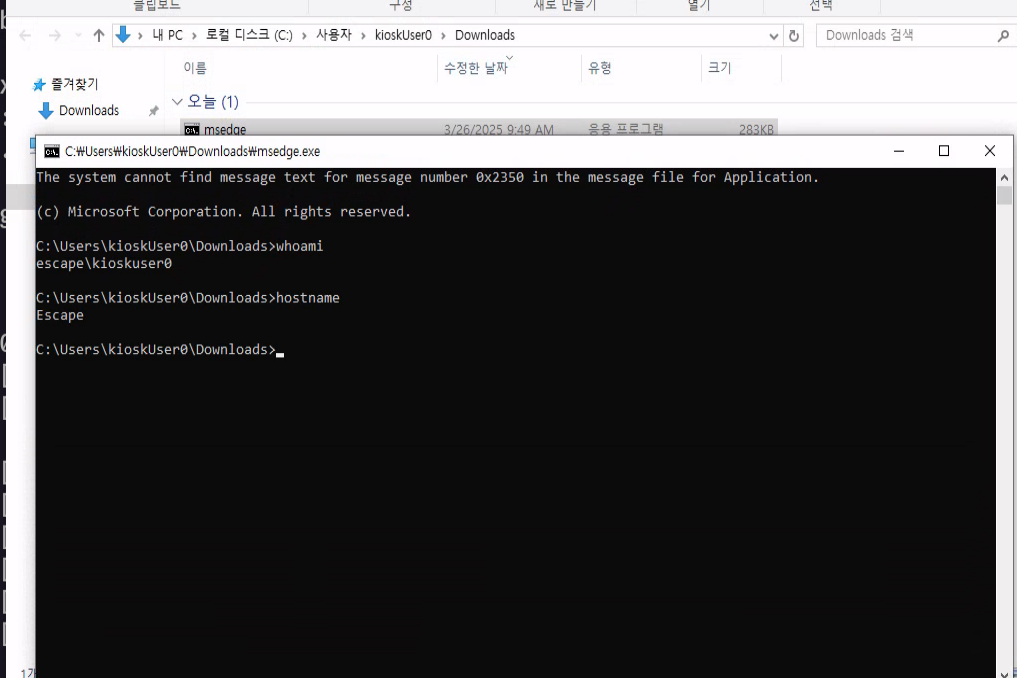 클립보드 구성 새로 만들기 열기 선택
내 PC › 로컬 디스크 (C:) › 사용자 › kioskUser0 › Downloads
Downloads 검색
이름 수정한 날짜 유형 크기
즐겨찾기
Downloads
오늘 (1)
msedge 3/26/2025 9:49 AM 응용 프로그램 283KB
C:₩Users₩kioskUser0₩Downloads₩msedge.exe
The system cannot find message text for message number 0x2350 in the message file for Application.
(c) Microsoft Corporation. All rights reserved.
C:\Users\kioskUser0\Downloads>whoami
escape\kioskuser0
C:\Users\kioskUser0\Downloads>hostname
Escape
C:\Users\kioskUser0\Downloads>